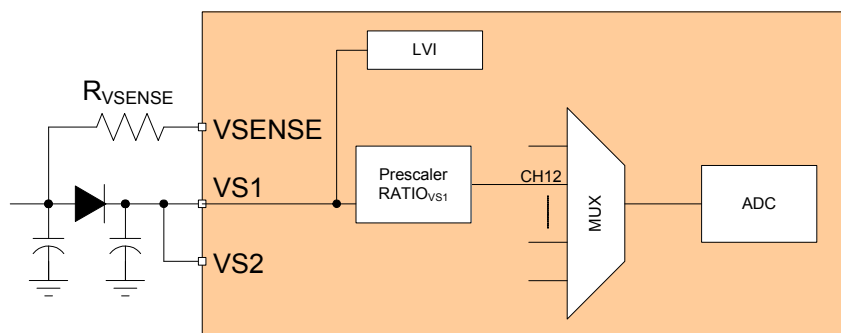 LVI
RVSENSE
VSENSE
VS1
Prescaler
RATIOVS1
CH12
MUX
ADC
VS2